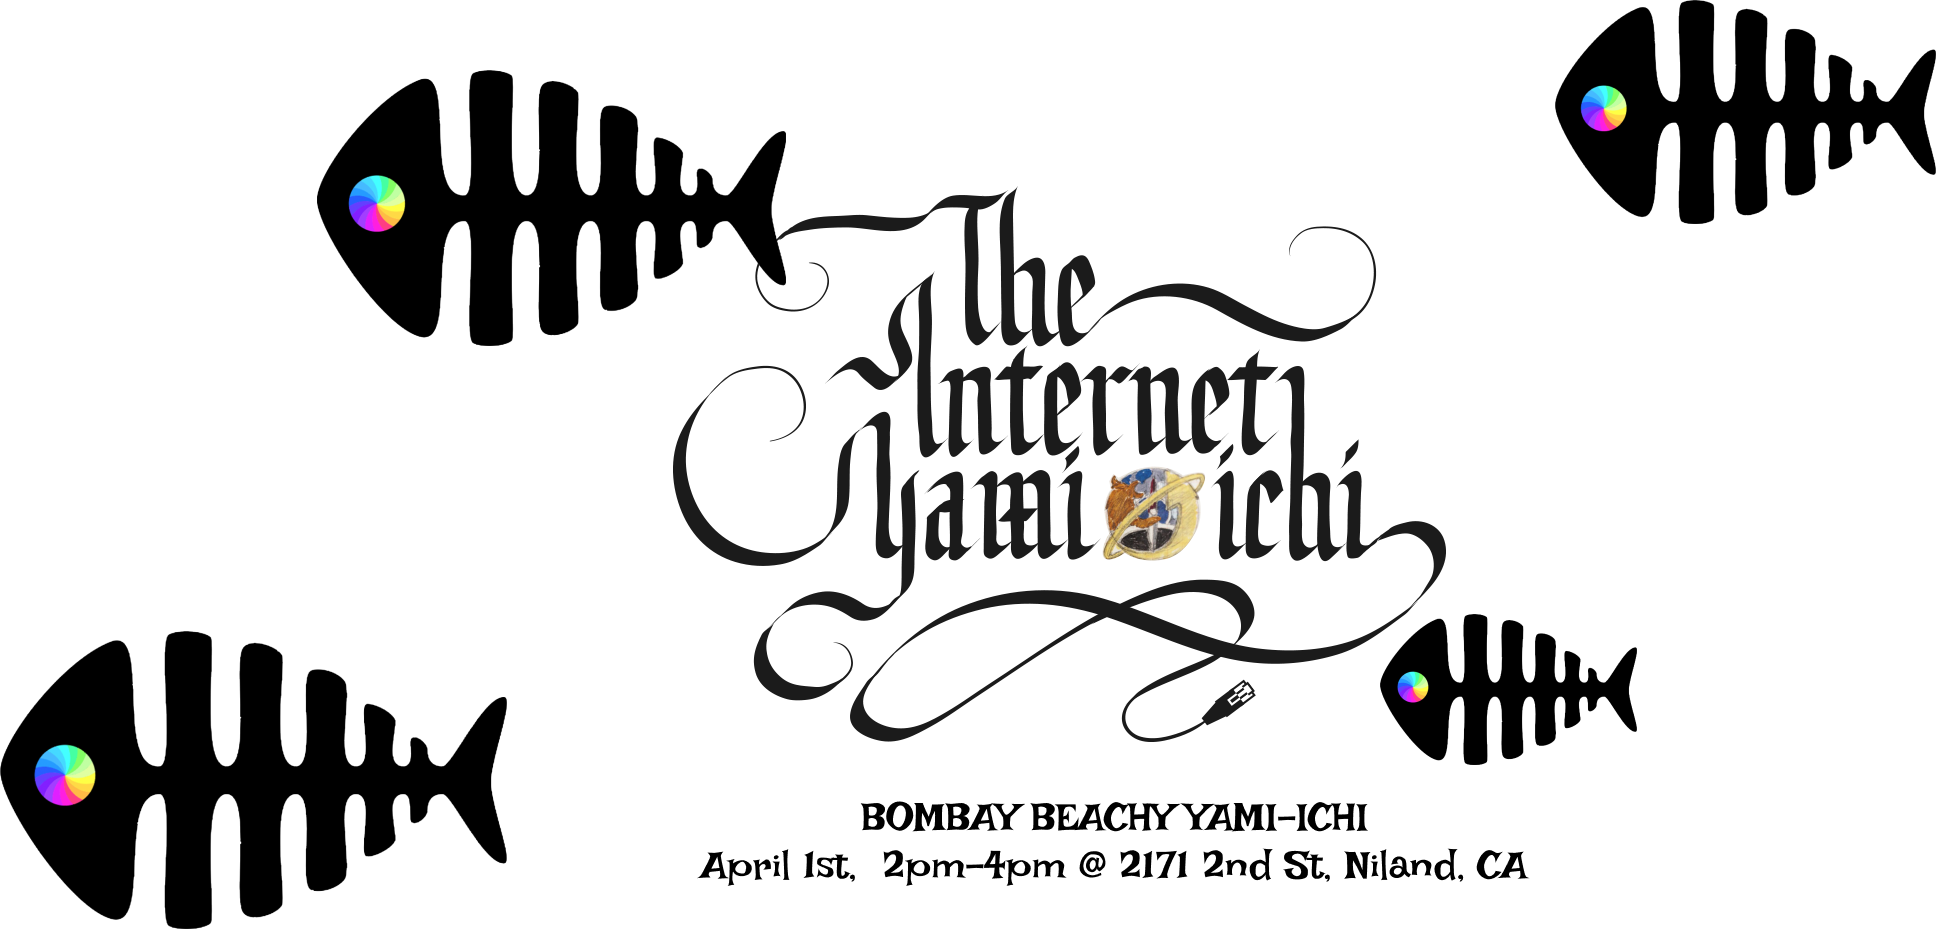 The
Internet
yami ichi
BOMBAY BEACHY YAMI-ICHI
April 1st, 2pm-4pm @ 2171 2nd St, Niland, CA